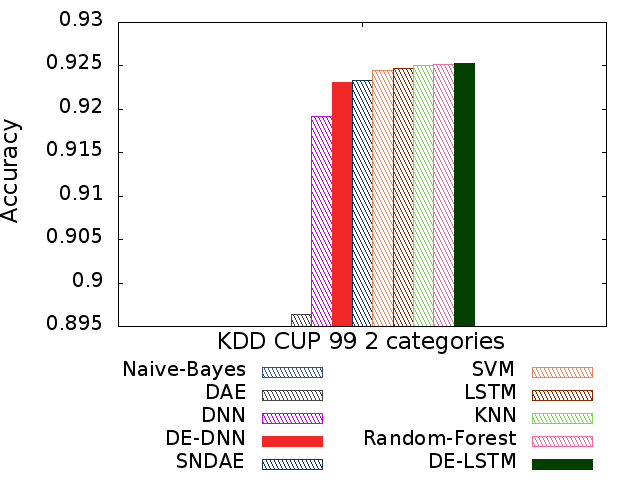 0.93
0.925
0.92
0.915
0.91
0.905
0.9
0.895
Accuracy
KDD CUP 99 2 categories
Naive-Bayes
DAE
DNN
DE-DNN
SNDAE
SVM
LSTM
KNN
Random-Forest
DE-LSTM